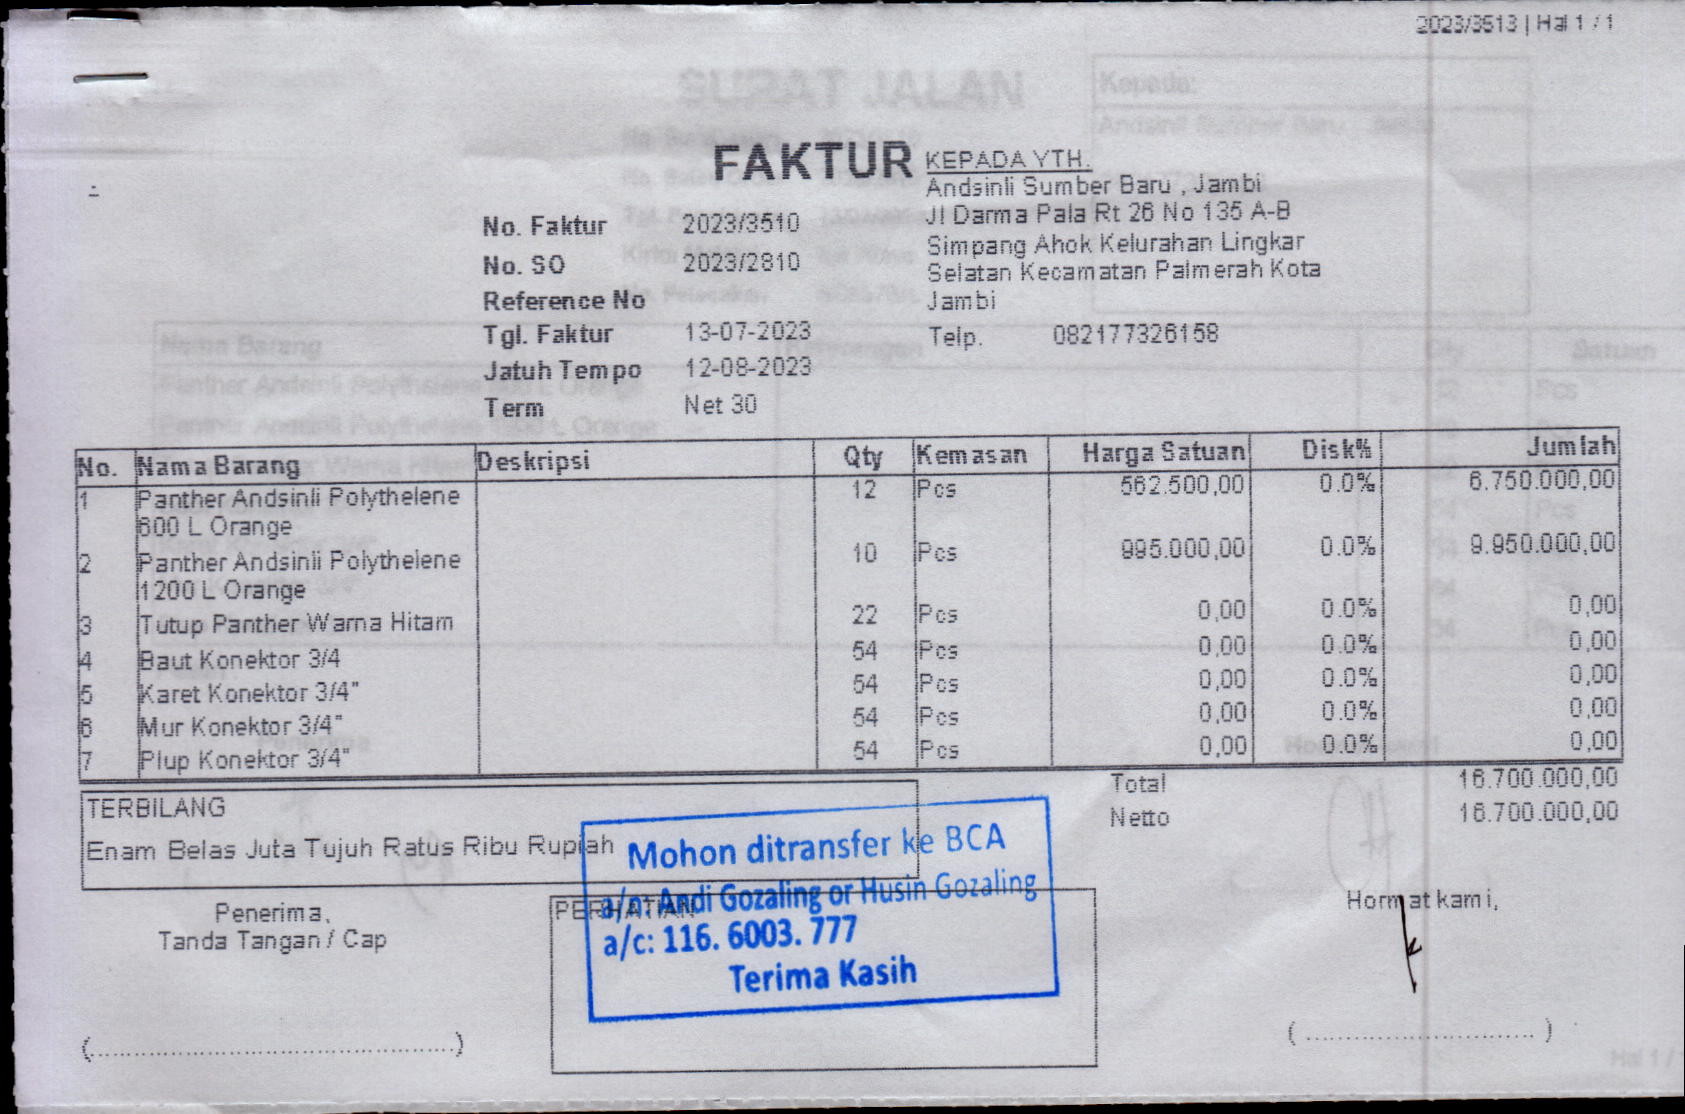 2023/3513 | Hal 1 / 1
FAKTUR
KEPADA YTH.
Andsinli Sumber Baru , Jambi
Jl Darma Pala Rt 26 No 135 A-B
Simpang Ahok Kelurahan Lingkar
Selatan Kecamatan Palmerah Kota
Jambi
Telp. 082177326158
No. Faktur 2023/3510
No. SO 2023/2810
Reference No
Tgl. Faktur 13-07-2023
Jatuh Tempo 12-08-2023
Term Net 30
No. Nama Barang Deskripsi Qty Kemasan Harga Satuan Disk% Jumlah
1 Panther Andsinli Polythelene 12 Pcs 562.500,00 0.0% 6.750.000,00
600 L Orange
2 Panther Andsinli Polythelene 10 Pcs 995.000,00 0.0% 9.950.000,00
1200 L Orange
3 Tutup Panther Warna Hitam 22 Pcs 0,00 0.0% 0,00
4 Baut Konektor 3/4 54 Pcs 0,00 0.0% 0,00
5 Karet Konektor 3/4" 54 Pcs 0,00 0.0% 0,00
6 Mur Konektor 3/4" 54 Pcs 0,00 0.0% 0,00
7 Plup Konektor 3/4" 54 Pcs 0,00 0.0% 0,00
Total 16.700.000,00
Netto 16.700.000,00
TERBILANG
Enam Belas Juta Tujuh Ratus Ribu Rupiah
Mohon ditransfer ke BCA
a/n: Andi Gozaling or Husin Gozaling
a/c: 116. 6003. 777
Terima Kasih
PERHATIAN
Penerima,
Tanda Tangan / Cap
(.....................................................)
Hormat kami,
( .................................. )
SURAT JALAN
Kepada:
Nama Barang
Satuan
Hal 1 /